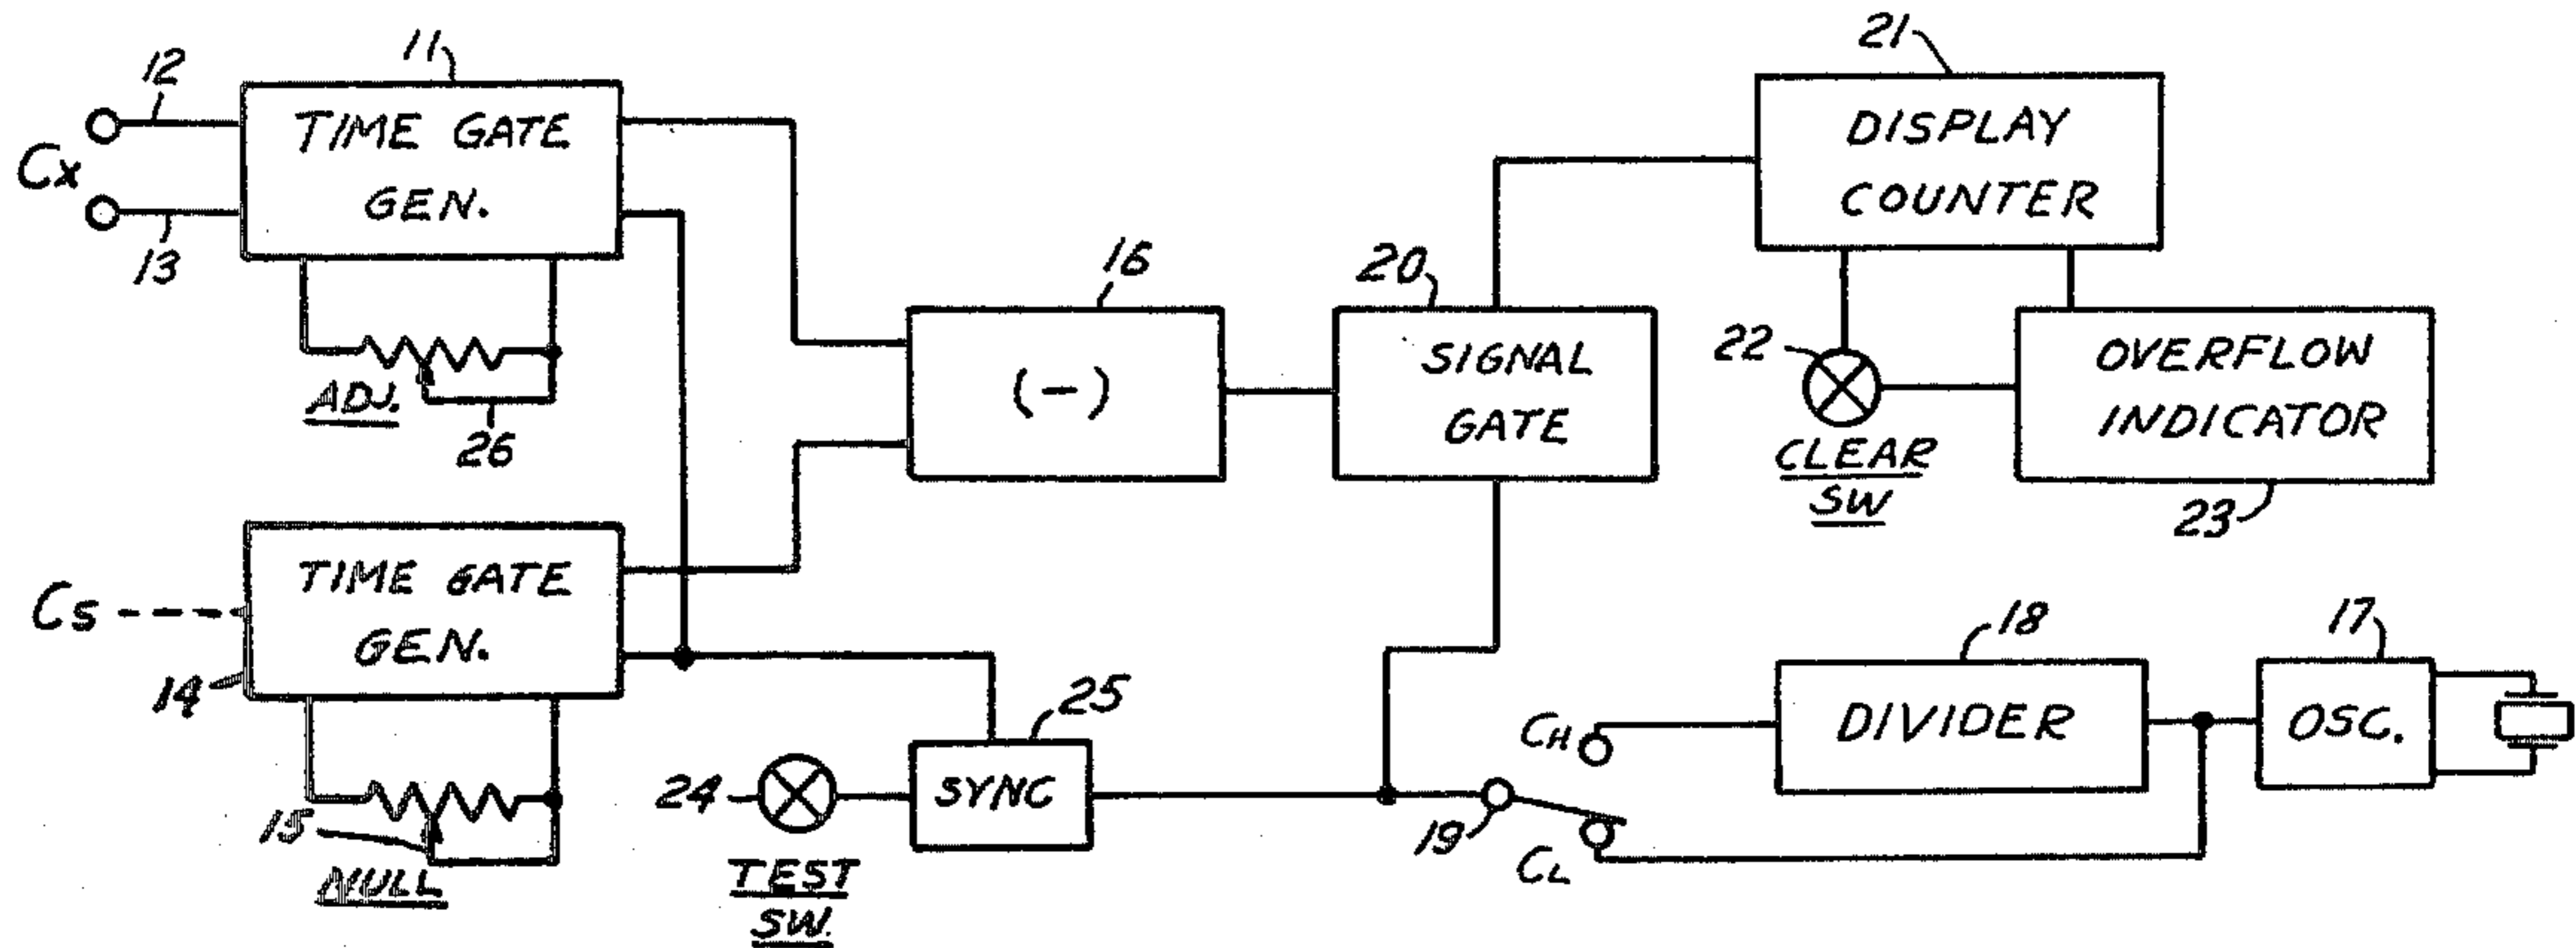 11
12
TIME GATE
GEN.
Cx
13
ADJ.
26
16
(-)
20
SIGNAL
GATE
21
DISPLAY
COUNTER
22
CLEAR
SW
OVERFLOW
INDICATOR
23
TIME GATE
GEN.
Cs
14
15
NULL
24
TEST
SW.
25
SYNC
19
CH
CL
18
DIVIDER
17
OSC.